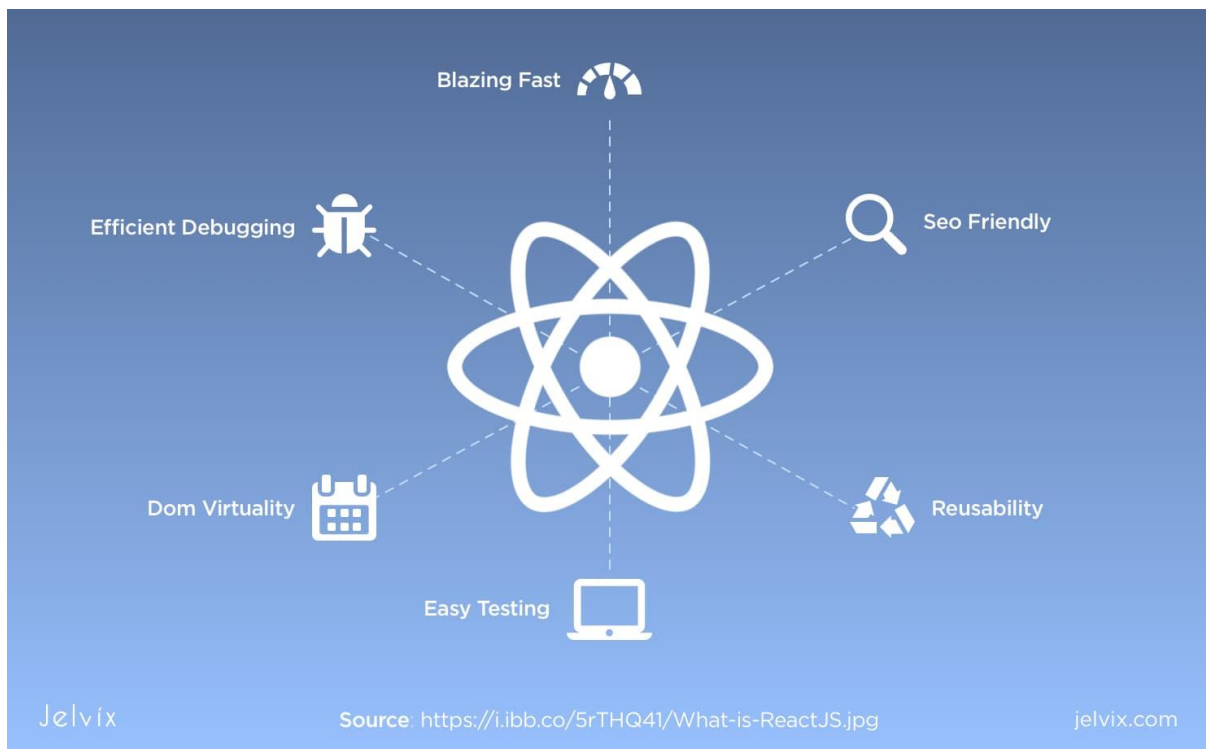 Blazing Fast
Efficient Debugging
Seo Friendly
Dom Virtuality
Reusability
Easy Testing
Jelvix
Source: https://i.ibb.co/5rTHQ41/What-is-ReactJS.jpg
jelvix.com